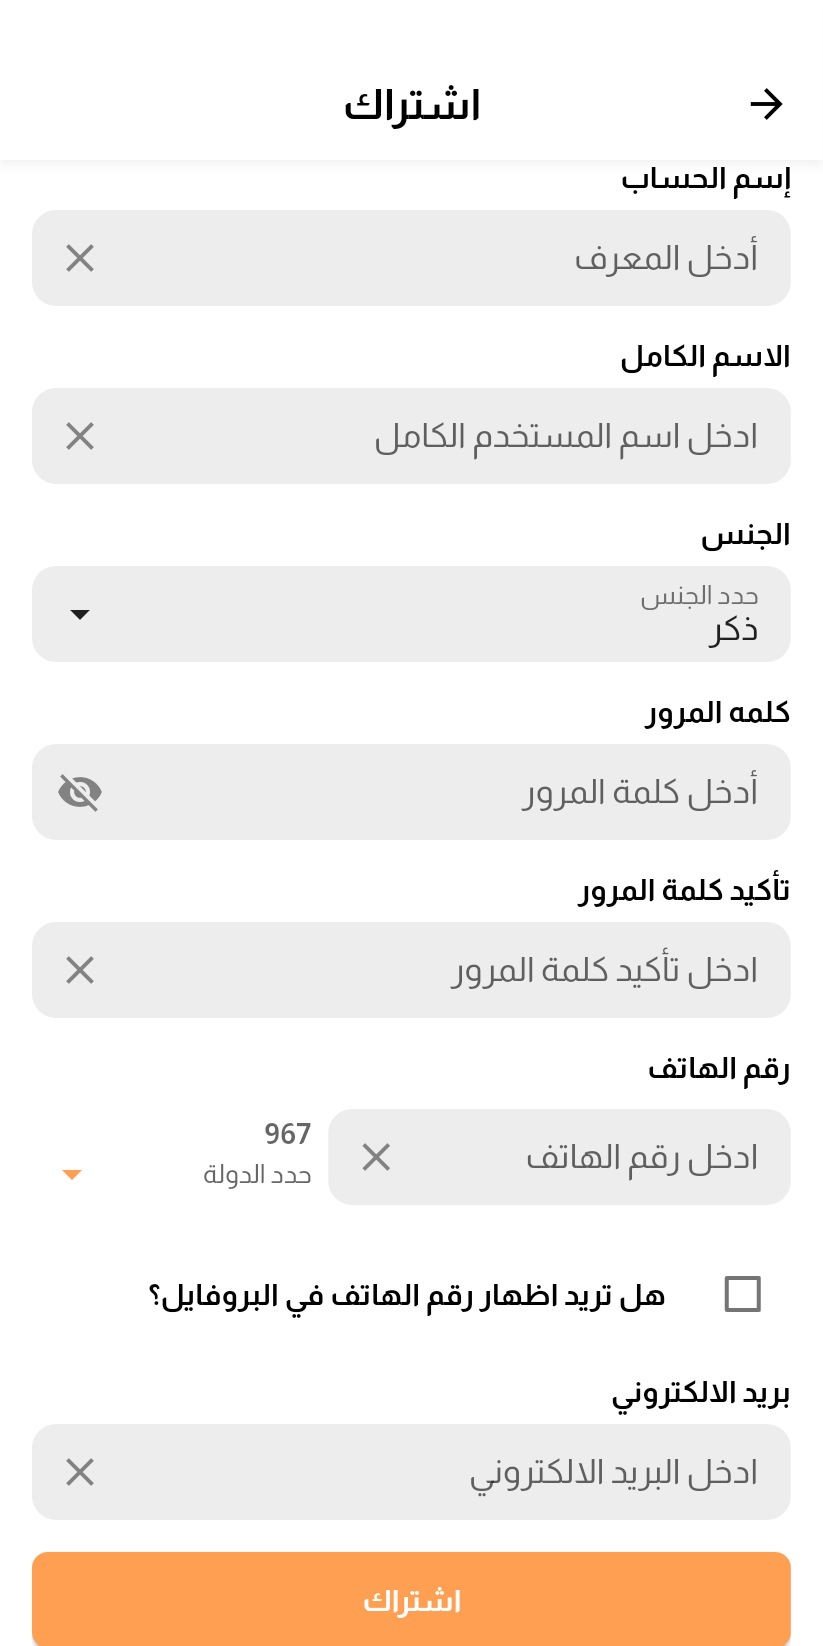 اشتراك
إسم الحساب
أدخل المعرف
الاسم الكامل
ادخل اسم المستخدم الكامل
الجنس
حدد الجنس
ذكر
كلمه المرور
أدخل كلمة المرور
تأكيد كلمة المرور
ادخل تأكيد كلمة المرور
رقم الهاتف
ادخل رقم الهاتف
967
حدد الدولة
هل تريد اظهار رقم الهاتف في البروفايل؟
بريد الالكتروني
ادخل البريد الالكتروني
اشتراك